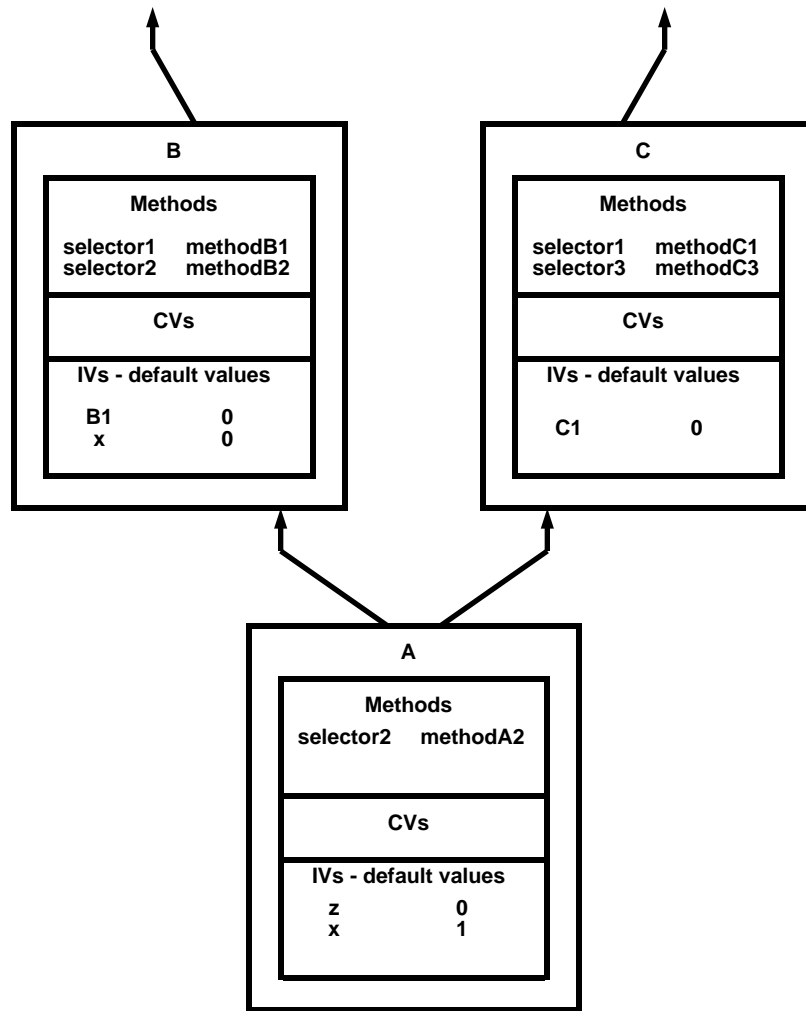 B
Methods
selector1 methodB1
selector2 methodB2
CVs
IVs - default values
B1 0
x 0
C
Methods
selector1 methodC1
selector3 methodC3
CVs
IVs - default values
C1 0
A
Methods
selector2 methodA2
CVs
IVs - default values
z 0
x 1